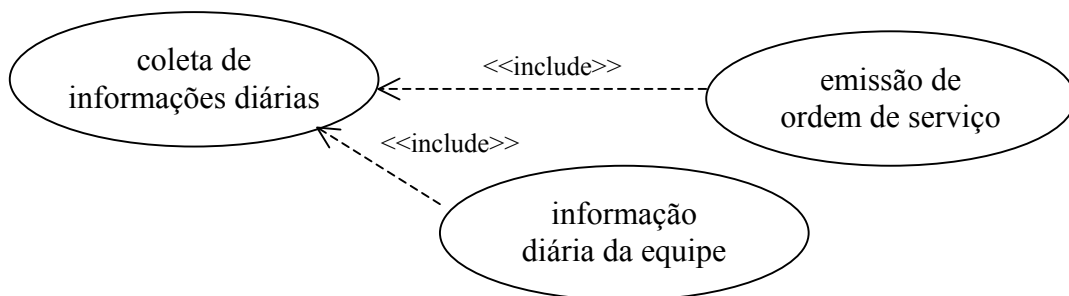 coleta de
informações diárias
<<include>>
emissão de
ordem de serviço
<<include>>
informação
diária da equipe